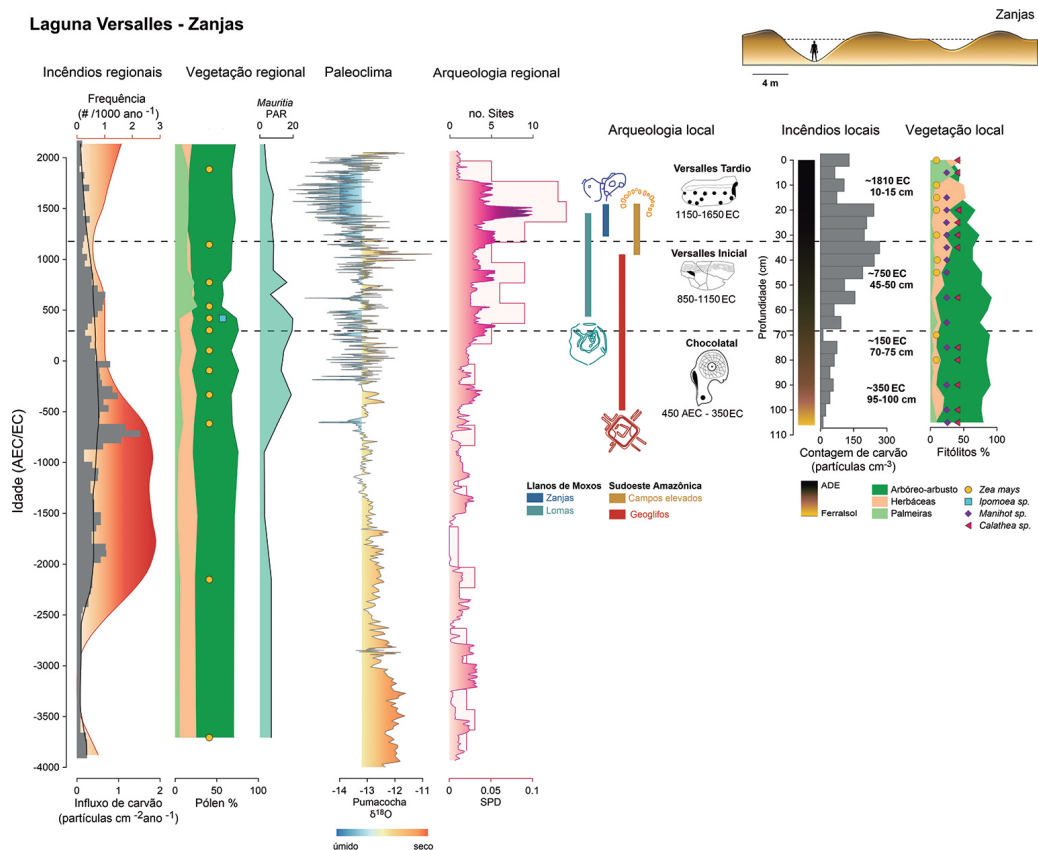 Laguna Versalles - Zanjas
Zanjas
4 m
Incêndios regionais
Vegetação regional
Paleoclima
Arqueologia regional
Frequência
(# /1000 ano -1)
0 1 2 3
Mauritia
PAR
0 20
no. Sites
0 5 10
Arqueologia local
Incêndios locais
Vegetação local
Idade (AEC/EC)
2000
1500
1000
500
0
-500
-1000
-1500
-2000
-2500
-3000
-3500
-4000
Versalles Tardio
1150-1650 EC
Versalles Inicial
850-1150 EC
Chocolatal
450 AEC - 350 EC
Profundidade (cm)
0
10
20
30
40
50
60
70
80
90
100
110
~1810 EC
10-15 cm
~750 EC
45-50 cm
~150 EC
70-75 cm
~350 EC
95-100 cm
0 150 300
Contagem de carvão
(partículas cm-3)
0 50 100
Fitólitos %
Llanos de Moxos
Zanjas
Lomas
Sudoeste Amazônica
Campos elevados
Geoglifos
ADE
Ferralsol
Arbóreo-arbusto
Herbáceas
Palmeiras
Zea mays
Ipomoea sp.
Manihot sp.
Calathea sp.
0 1 2
Influxo de carvão
(partículas cm -2 ano -1)
0 50 100
Pólen %
-14 -13 -12 -11
Pumacocha
δ18O
úmido seco
0 0.05 0.1
SPD